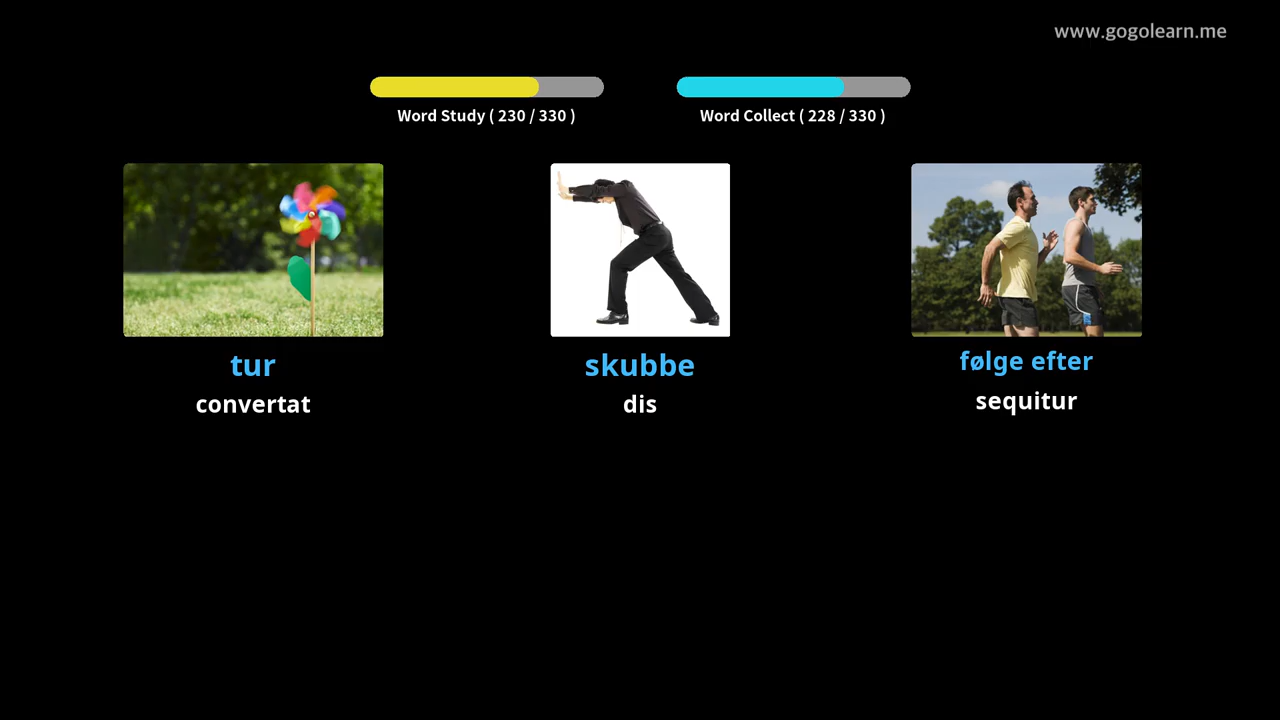 www.gogolearn.me
Word Study ( 230 / 330 )
Word Collect ( 228 / 330 )
tur
convertat
skubbe
dis
følge efter
sequitur